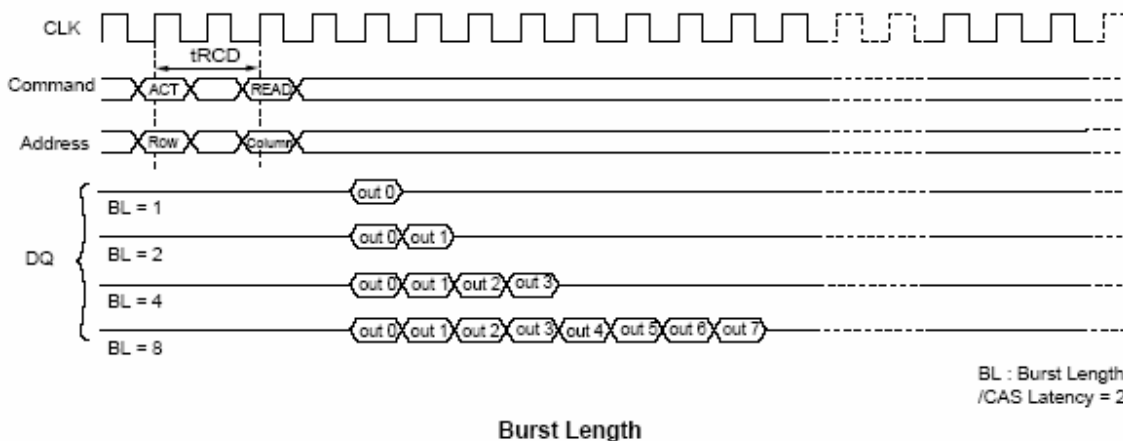 CLK
tRCD
Command ACT READ
Address Row Column
out 0
BL = 1
out 0 out 1
BL = 2
DQ
out 0 out 1 out 2 out 3
BL = 4
out 0 out 1 out 2 out 3 out 4 out 5 out 6 out 7
BL = 8
BL : Burst Length
/CAS Latency = 2
Burst Length